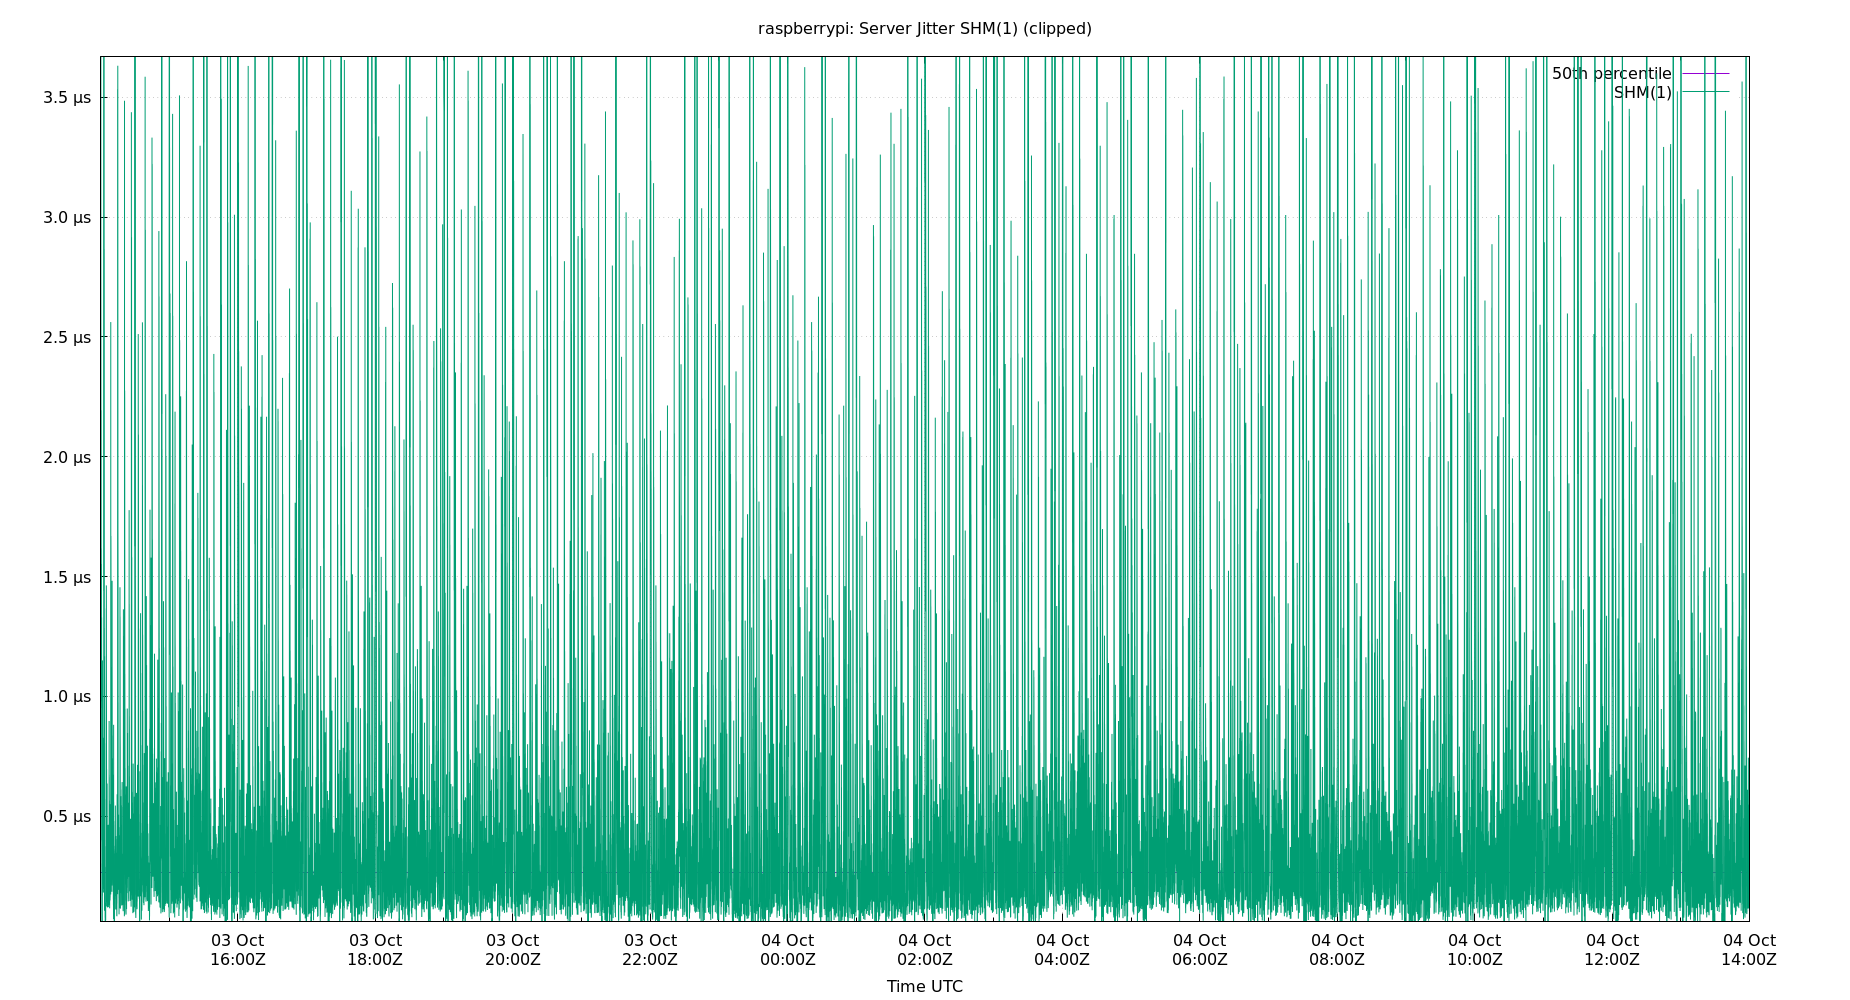 raspberrypi: Server Jitter SHM(1) (clipped)
50th percentile
SHM(1)
3.5 µs
3.0 µs
2.5 µs
2.0 µs
1.5 µs
1.0 µs
0.5 µs
03 Oct 03 Oct 03 Oct 03 Oct 04 Oct 04 Oct 04 Oct 04 Oct 04 Oct 04 Oct 04 Oct 04 Oct
16:00Z 18:00Z 20:00Z 22:00Z 00:00Z 02:00Z 04:00Z 06:00Z 08:00Z 10:00Z 12:00Z 14:00Z
Time UTC